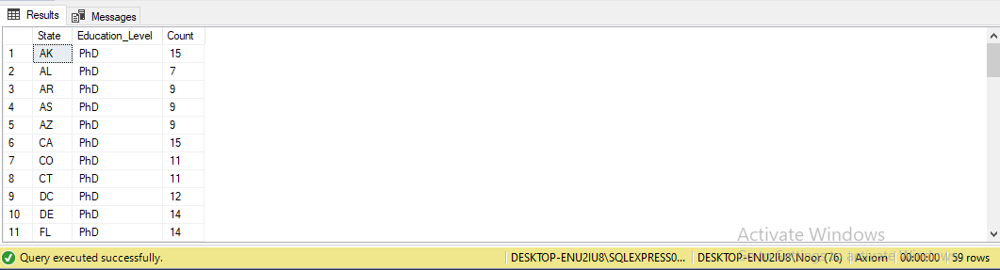 Results Messages
State Education_Level Count
1 AK PhD 15
2 AL PhD 7
3 AR PhD 9
4 AS PhD 9
5 AZ PhD 9
6 CA PhD 15
7 CO PhD 11
8 CT PhD 11
9 DC PhD 12
10 DE PhD 14
11 FL PhD 14
Activate Windows
Query executed successfully. DESKTOP-ENU2IU8\SQLEXPRESS0... DESKTOP-ENU2IU8\Noor (76) Axiom 00:00:00 59 rows